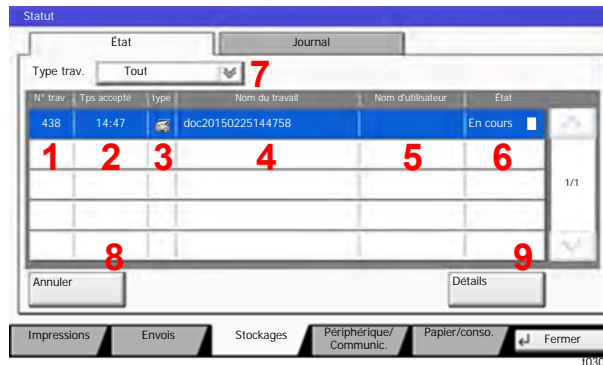 Statut
État Journal
Type trav. Tout 7
N° trav Tps accepté type Nom du travail Nom d'utilisateur État
438 14:47 doc20150225144758 En cours
1 2 3 4 5 6
1/1
8 9
Annuler Détails
Impressions Envois Stockages Périphérique/ Communic. Papier/conso. Fermer